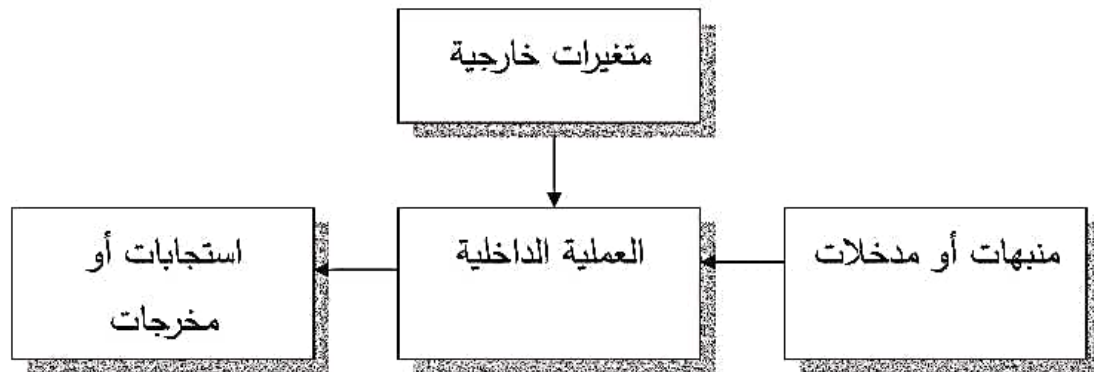 متغيرات خارجية
منبهات أو مدخلات
العملية الداخلية
استجابات أو
مخرجات